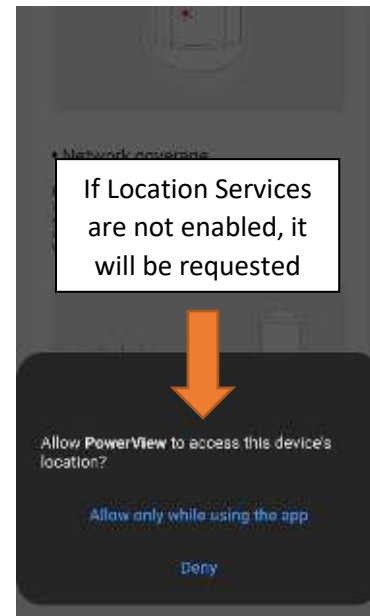 • Network coverage
If Location Services
are not enabled, it
will be requested
Allow PowerView to access this device's
location?
Allow only while using the app
Deny